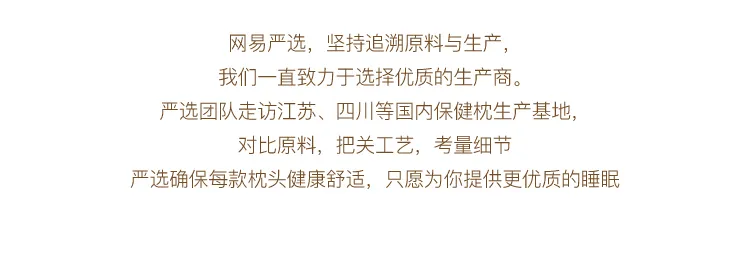 网易严选，坚持追溯原料与生产，
我们一直致力于选择优质的生产商。
严选团队走访江苏、四川等国内保健枕生产基地，
对比原料，把关工艺，考量细节
严选确保每款枕头健康舒适，只愿为你提供更优质的睡眠